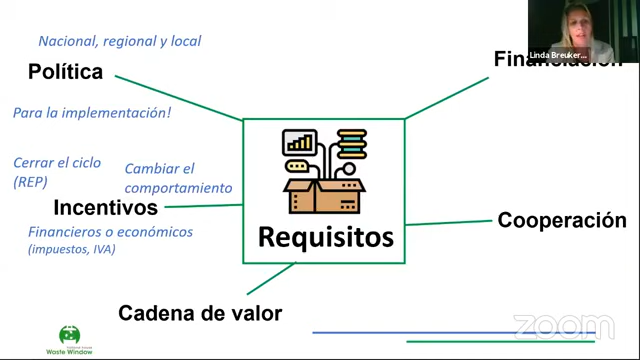 Nacional, regional y local
Política
Para la implementación!
Cerrar el ciclo
(REP)
Cambiar el
comportamiento
Incentivos
Financieros o económicos
(impuestos, IVA)
Cadena de valor
Requisitos
Linda Breuker...
Financiación
Cooperación
Waste Window
zoom